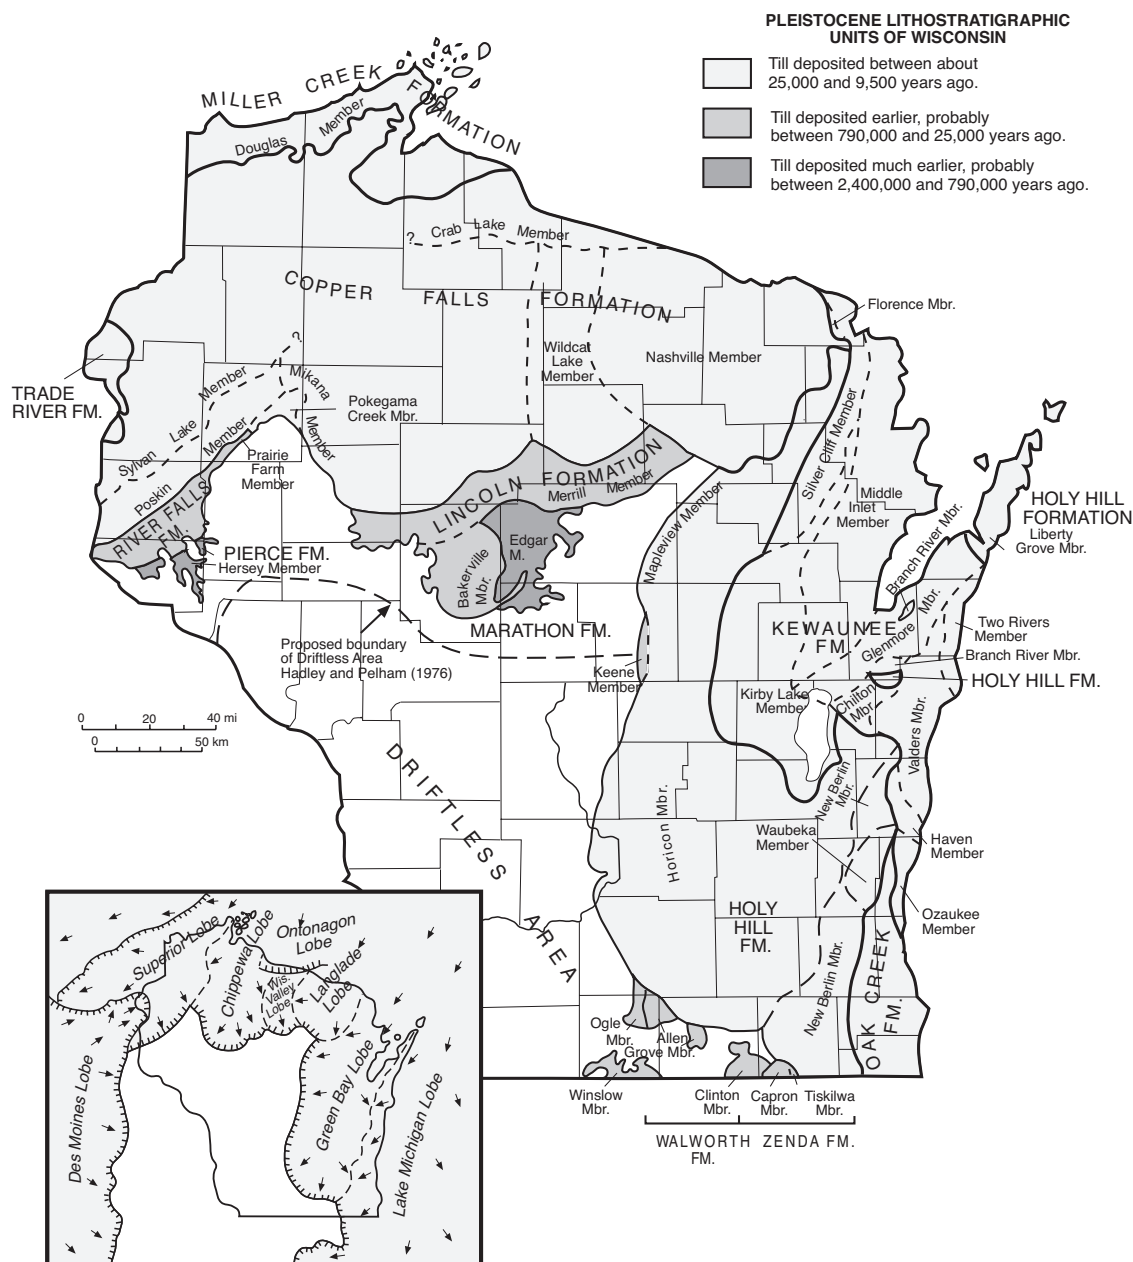 PLEISTOCENE LITHOSTRATIGRAPHIC
UNITS OF WISCONSIN
Till deposited between about
25,000 and 9,500 years ago.
Till deposited earlier, probably
between 790,000 and 25,000 years ago.
Till deposited much earlier, probably
between 2,400,000 and 790,000 years ago.
MILLER CREEK FORMATION
Douglas Member
? Crab Lake Member
COPPER FALLS FORMATION
Florence Mbr.
Wildcat
Lake
Member
Nashville Member
TRADE
RIVER FM.
?
Sylvan Lake Member
Mikana Member
Pokegama
Creek Mbr.
Poskin Member
Prairie
Farm
Member
RIVER FALLS
FM.
PIERCE FM.
Hersey Member
LINCOLN FORMATION
Merrill Member
Edgar
M.
Bakerville
Mbr.
MARATHON FM.
Mapleview Member
Silver Cliff Member
Middle
Inlet
Member
HOLY HILL
FORMATION
Liberty
Grove Mbr.
Branch River Mbr.
KEWAUNEE
FM.
Glenmore Mbr.
Two Rivers
Member
Branch River Mbr.
HOLY HILL FM.
Proposed boundary
of Driftless Area
Hadley and Pelham (1976)
Keene
Member
Kirby Lake
Member
Chilton
Mbr.
Valders Mbr.
0 20 40 mi
0 50 km
DRIFTLESS AREA
New Berlin
Mbr.
Horicon Mbr.
Waubeka
Member
Haven
Member
HOLY
HILL
FM.
Ozaukee
Member
New Berlin Mbr.
OAK CREEK
FM.
Ogle
Mbr.
Allen
Grove Mbr.
Winslow
Mbr.
Clinton
Mbr.
Capron
Mbr.
Tiskilwa
Mbr.
WALWORTH
FM.
ZENDA FM.
Superior Lobe
Chippewa Lobe
Ontonagon
Lobe
Wis.
Valley
Lobe
Langlade
Lobe
Des Moines Lobe
Green Bay Lobe
Lake Michigan Lobe